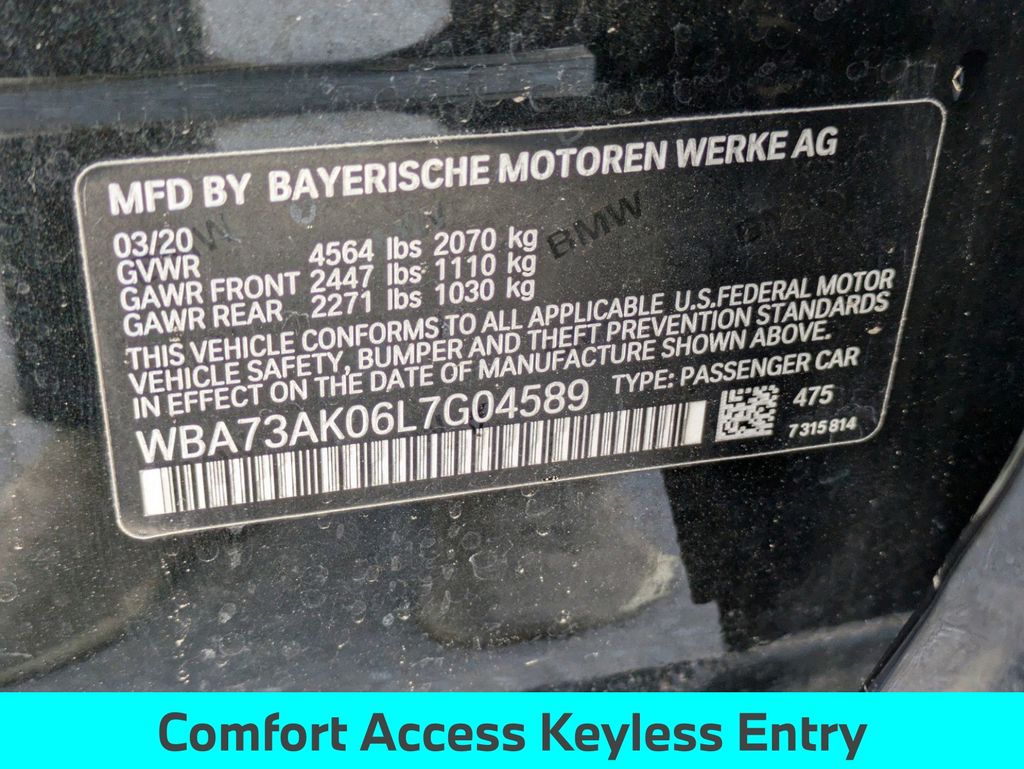 MFD BY BAYERISCHE MOTOREN WERKE AG
03/20
GVWR 4564 lbs 2070 kg
GAWR FRONT 2447 lbs 1110 kg
GAWR REAR 2271 lbs 1030 kg
THIS VEHICLE CONFORMS TO ALL APPLICABLE U.S.FEDERAL MOTOR
VEHICLE SAFETY, BUMPER AND THEFT PREVENTION STANDARDS
IN EFFECT ON THE DATE OF MANUFACTURE SHOWN ABOVE.
WBA73AK06L7G04589 TYPE: PASSENGER CAR
475
7315814
BMW
BMW
BMW
Comfort Access Keyless Entry